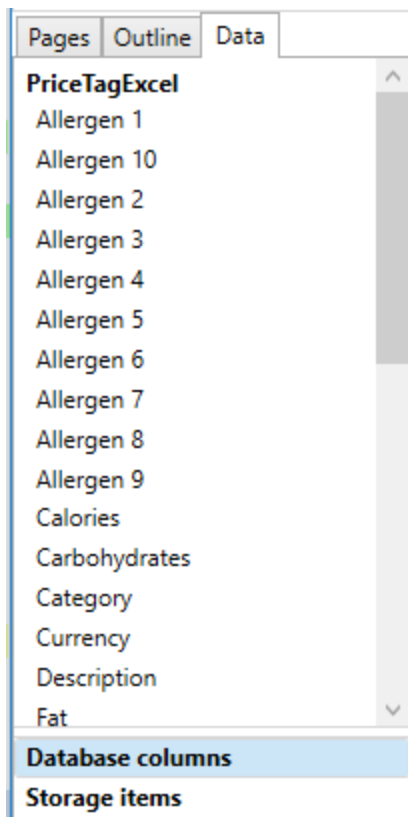 Pages Outline Data
PriceTagExcel
Allergen 1
Allergen 10
Allergen 2
Allergen 3
Allergen 4
Allergen 5
Allergen 6
Allergen 7
Allergen 8
Allergen 9
Calories
Carbohydrates
Category
Currency
Description
Fat
Database columns
Storage items